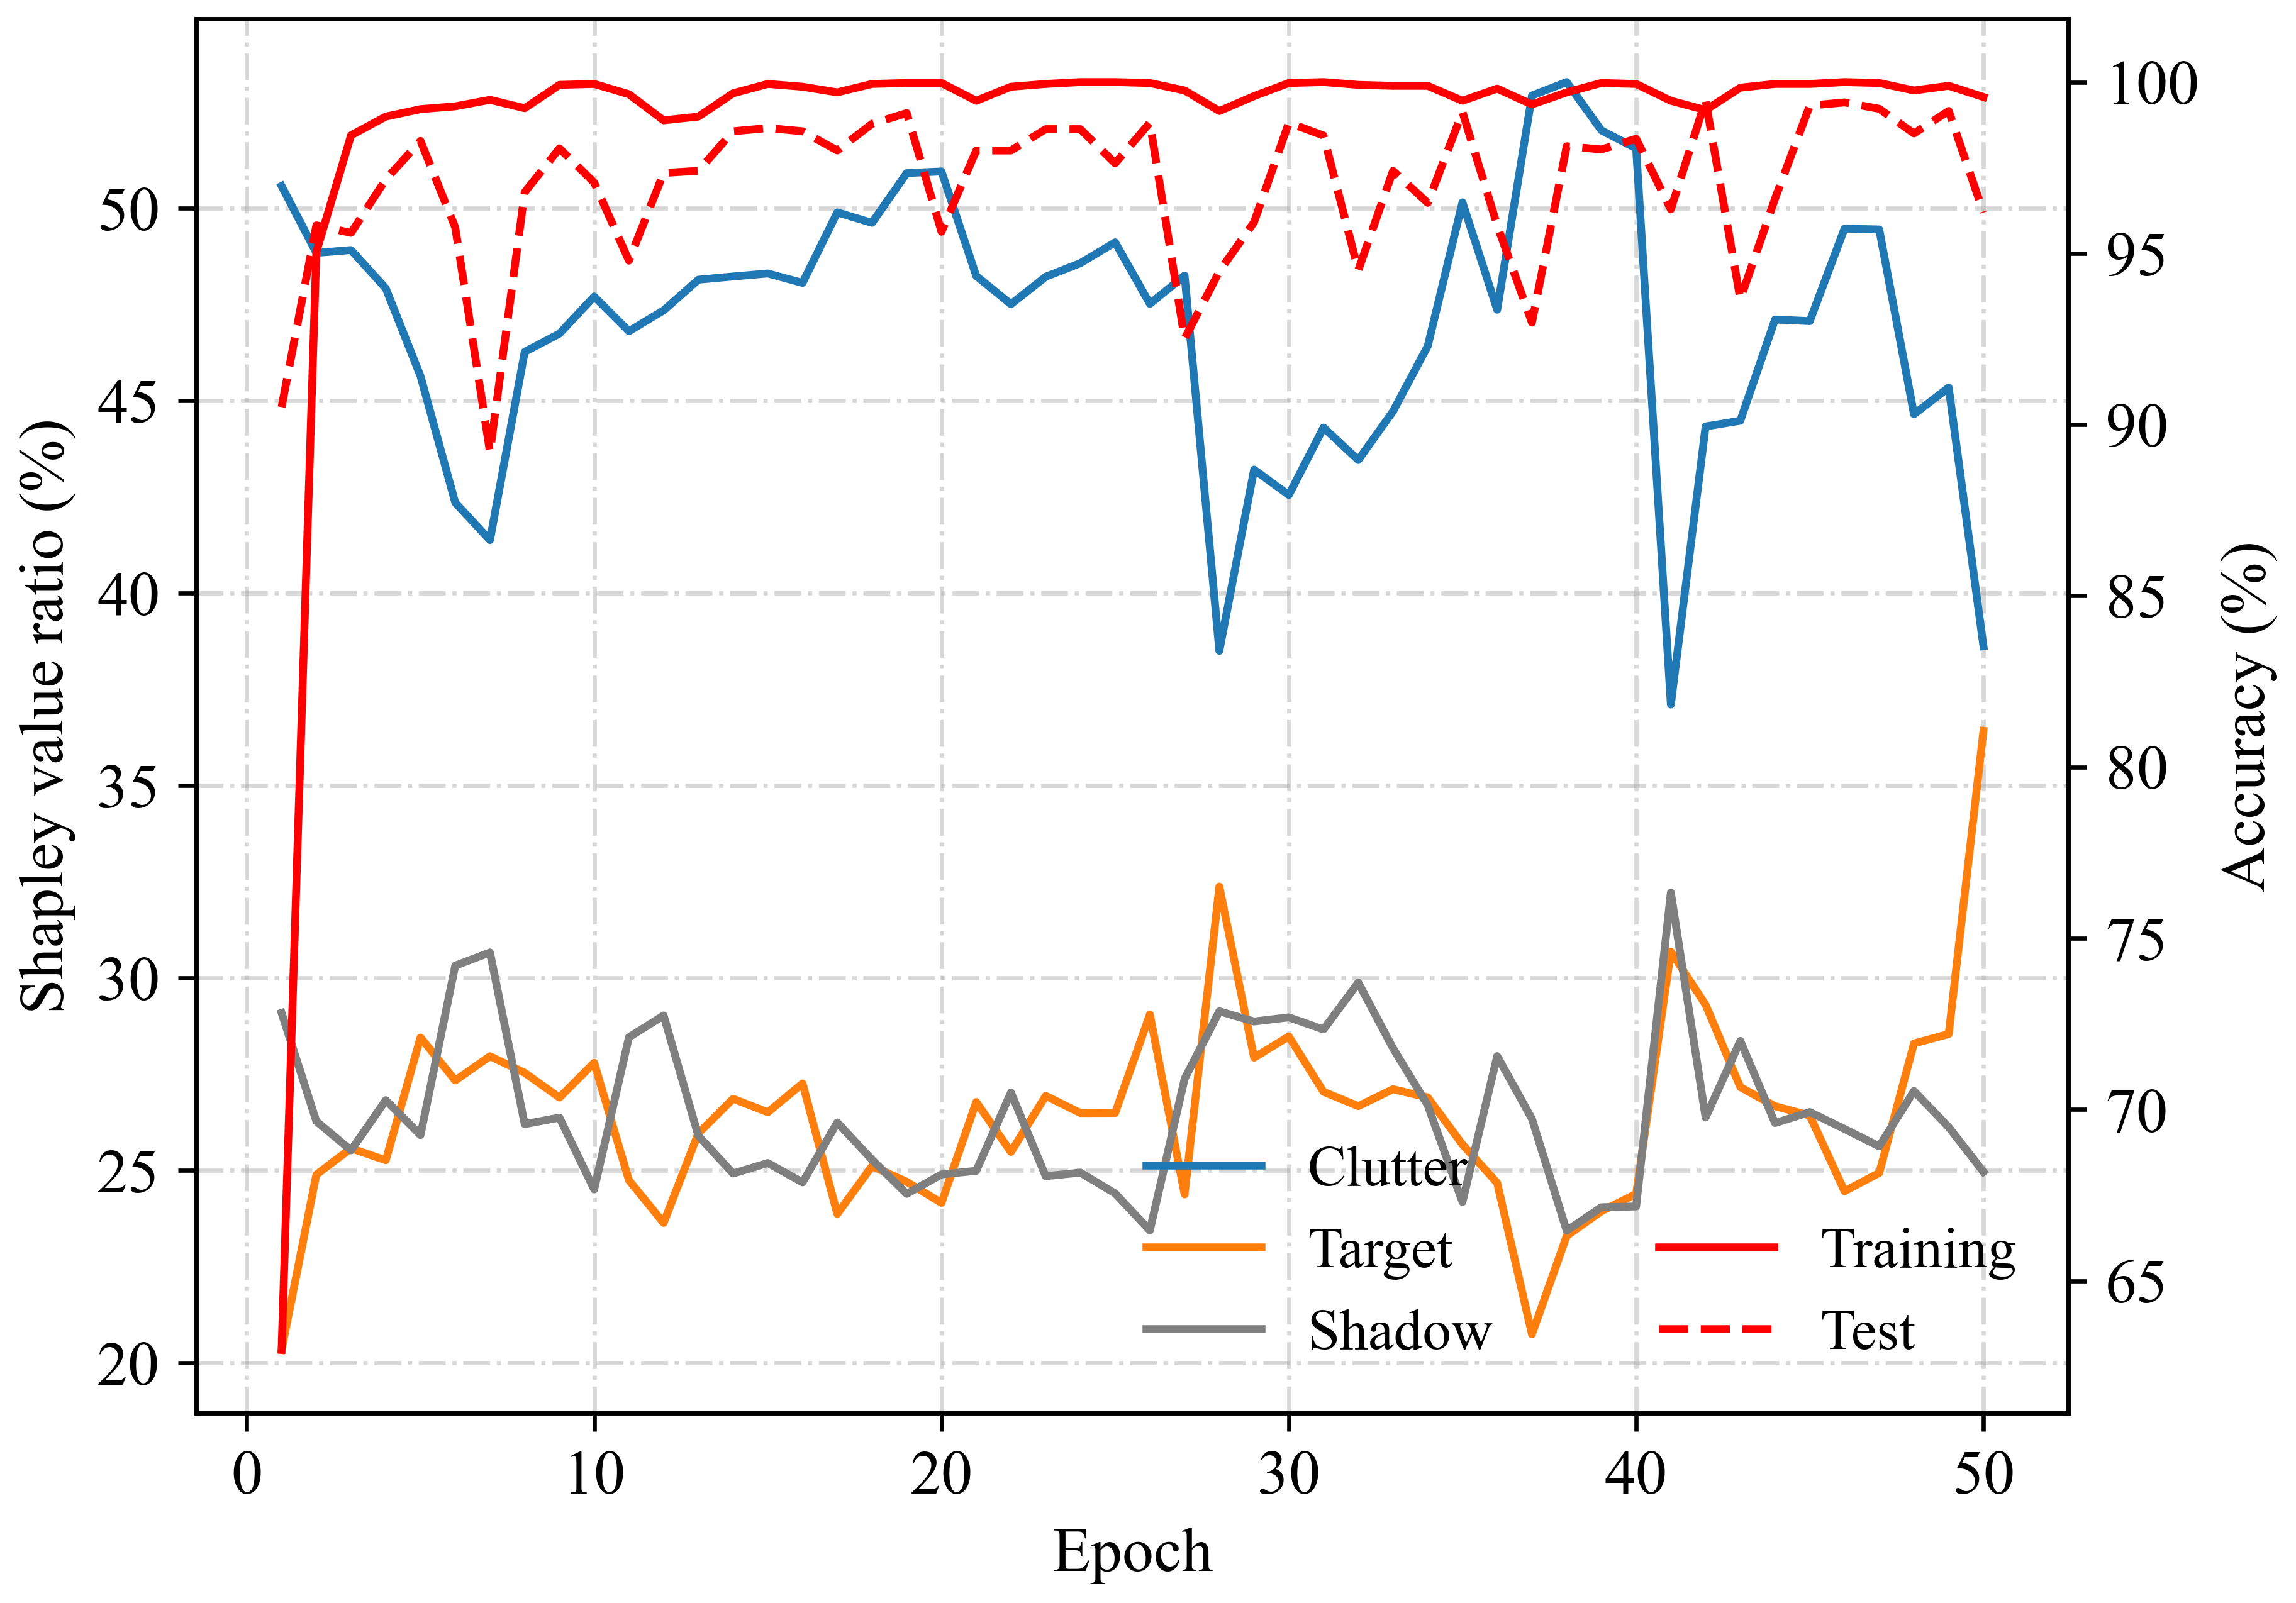 Shapley value ratio (%)
50
45
40
35
30
25
20
100
95
90
85
80
75
70
65
Accuracy (%)
Clutter
Target
Shadow
Training
Test
0 10 20 30 40 50
Epoch